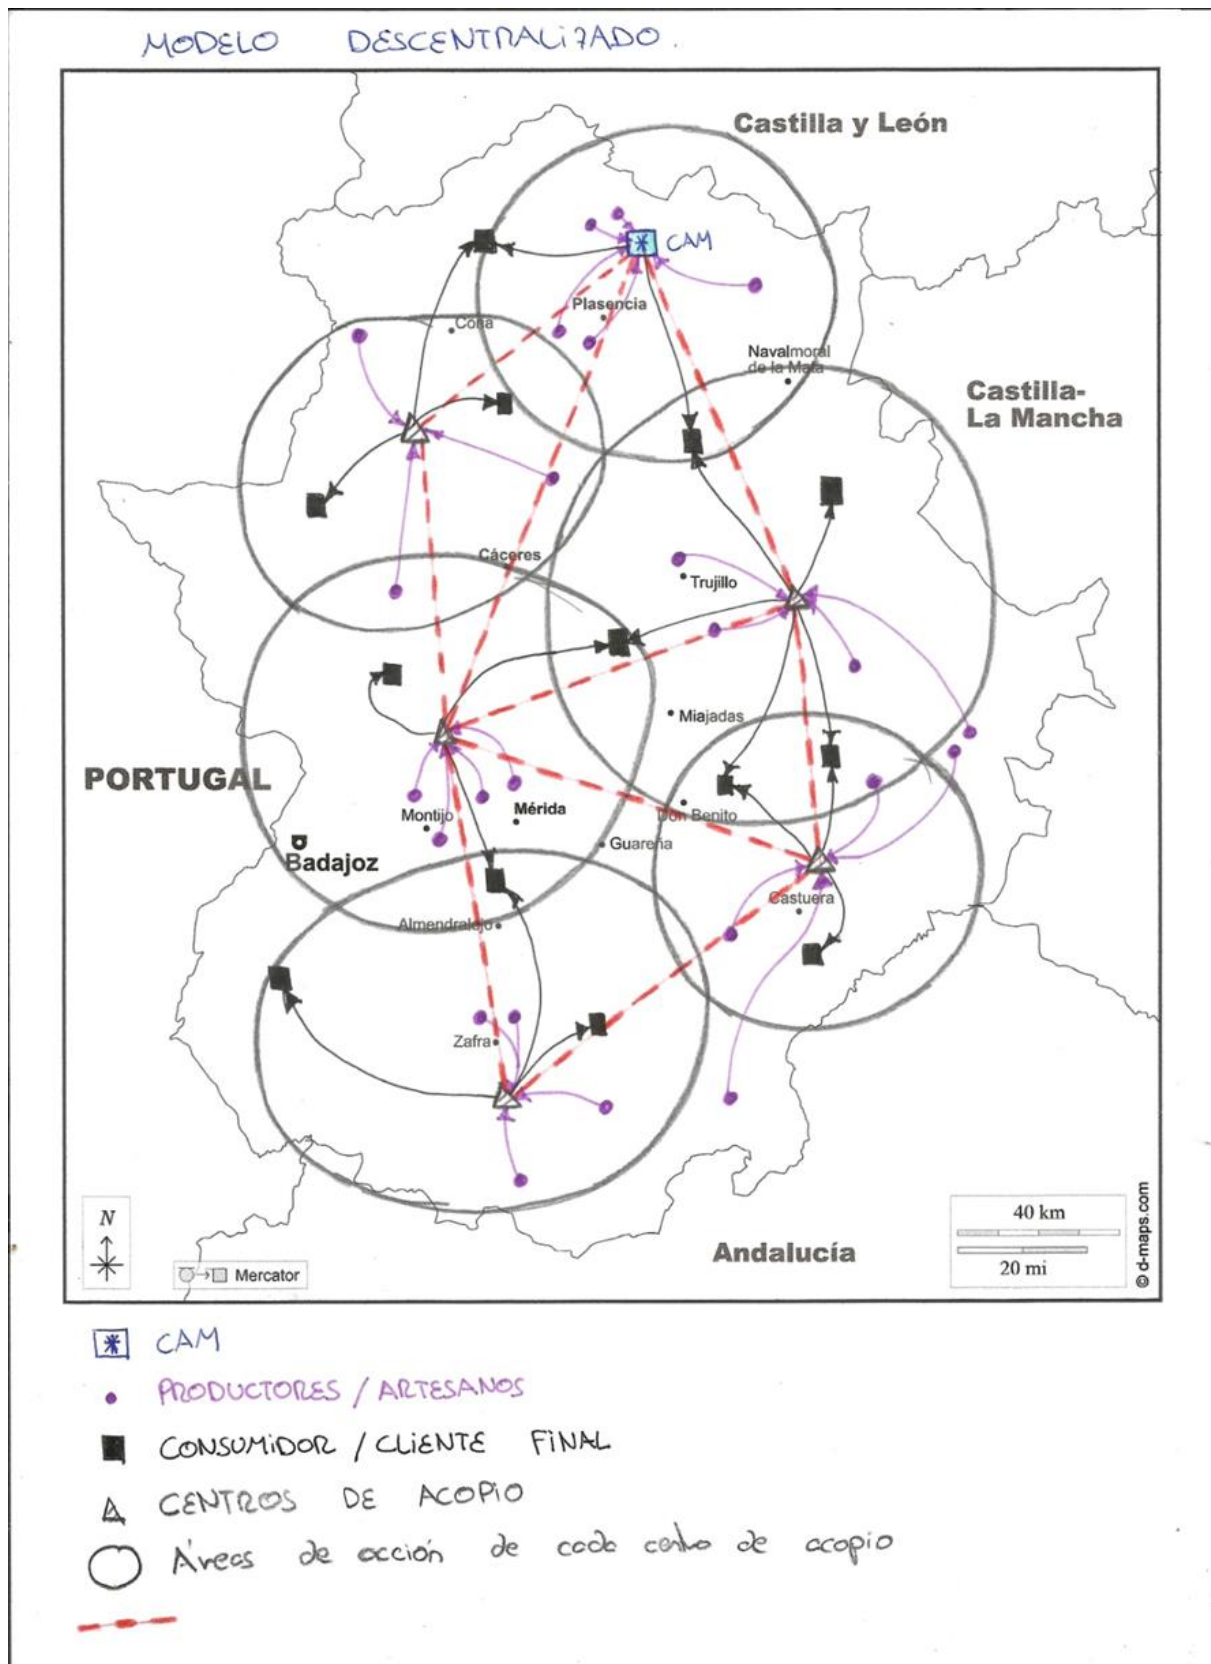 MODELO DESCENTRALIZADO.
Castilla y León
CAM
Plasencia
Coria
Navalmoral
de la Mata
Castilla-
La Mancha
Cáceres
Trujillo
Miajadas
PORTUGAL
Montijo
Mérida
Don Benito
Guareña
Badajoz
Castuera
Almendralejo
Zafra
N
Mercator
Andalucía
40 km
20 mi
© d-maps.com
CAM
PRODUCTORES / ARTESANOS
CONSUMIDOR / CLIENTE FINAL
CENTROS DE ACOPIO
Áreas de acción de cada centro de acopio